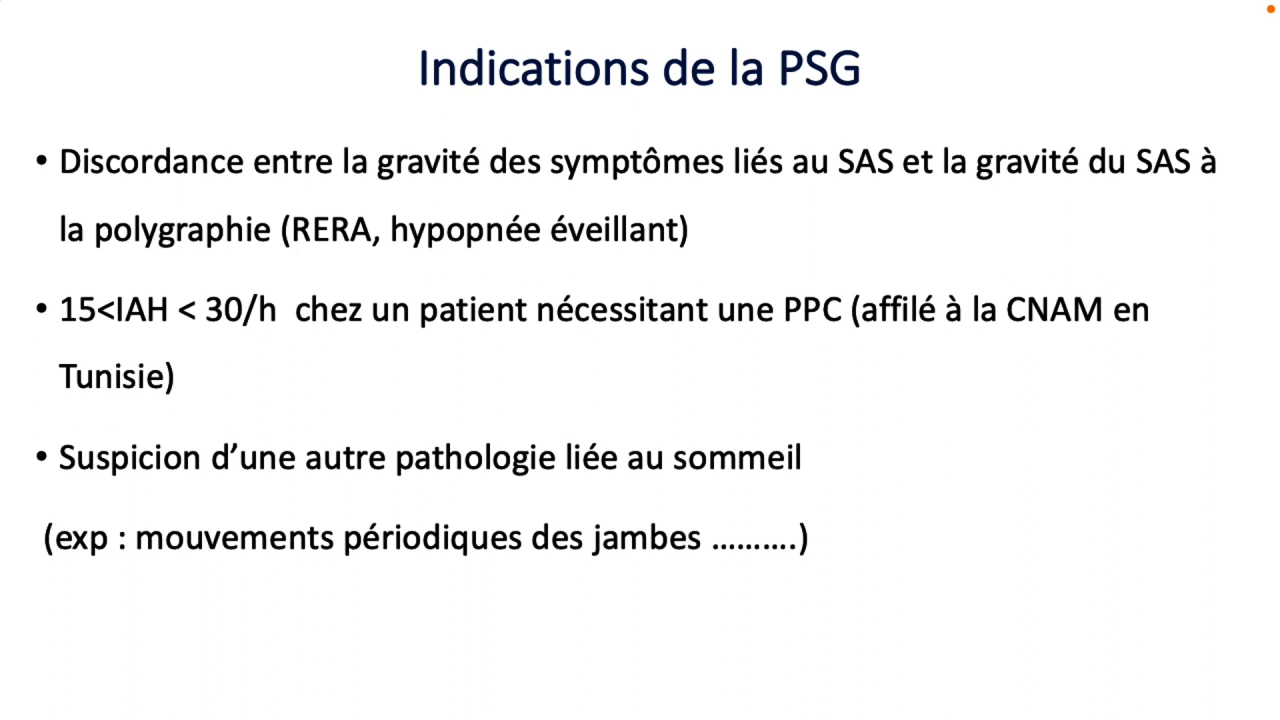 Indications de la PSG
• Discordance entre la gravité des symptômes liés au SAS et la gravité du SAS à
la polygraphie (RERA, hypopnée éveillant)
• 15<IAH < 30/h  chez un patient nécessitant une PPC (affilé à la CNAM en
Tunisie)
• Suspicion d’une autre pathologie liée au sommeil
(exp : mouvements périodiques des jambes ……….)